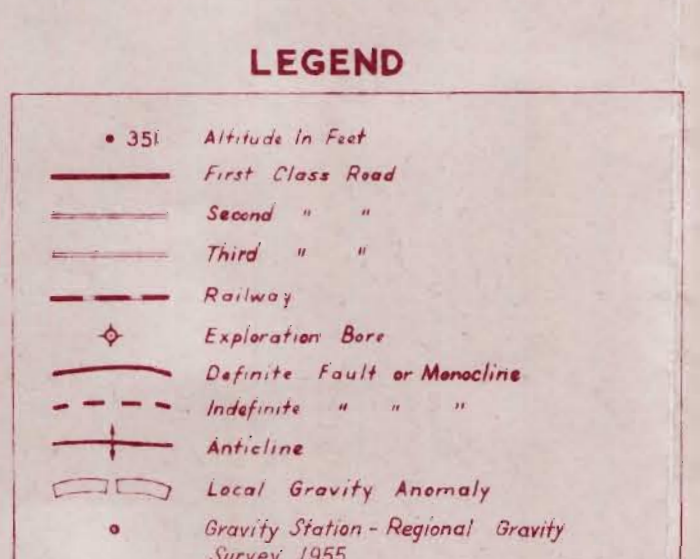 LEGEND
• 351 Altitude In Feet
First Class Road
Second " "
Third " "
Railway
Exploration Bore
Definite Fault or Monocline
Indefinite " " "
Anticline
Local Gravity Anomaly
Gravity Station - Regional Gravity
Survey 1955